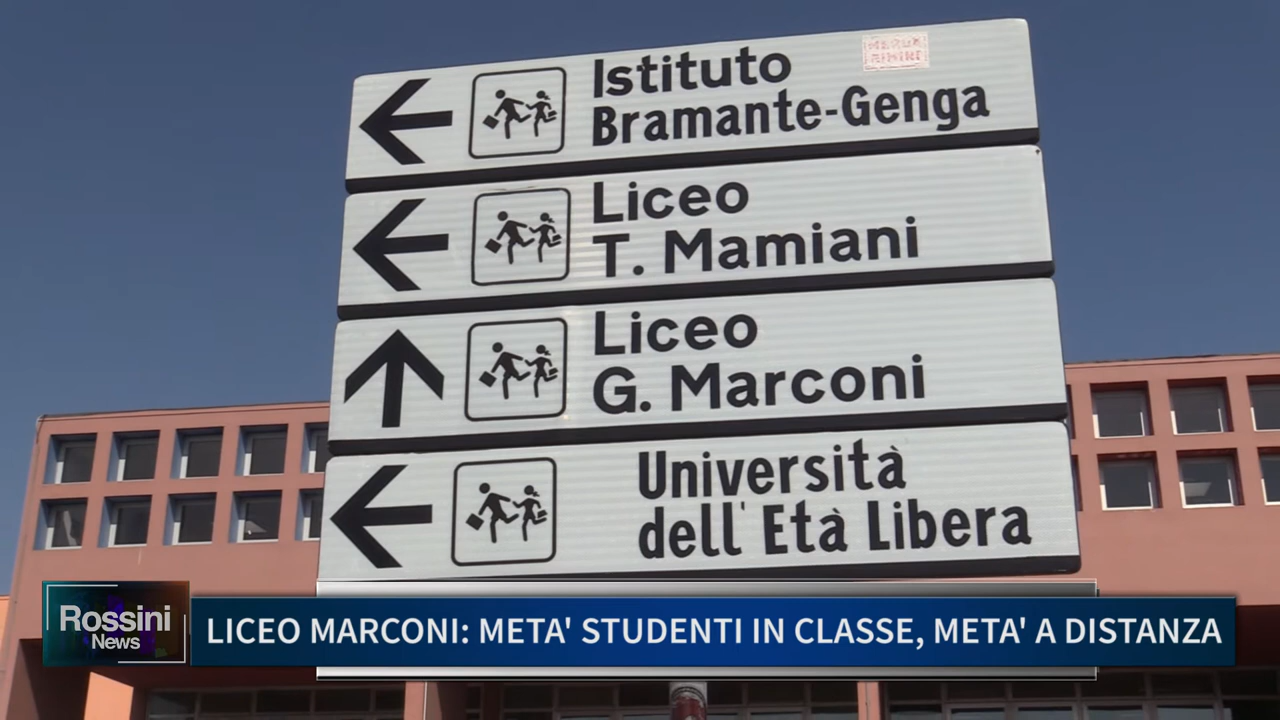 Istituto
Bramante-Genga
Liceo
T. Mamiani
Liceo
G. Marconi
Università
dell' Età Libera
Rossini
News
LICEO MARCONI: META' STUDENTI IN CLASSE, META' A DISTANZA